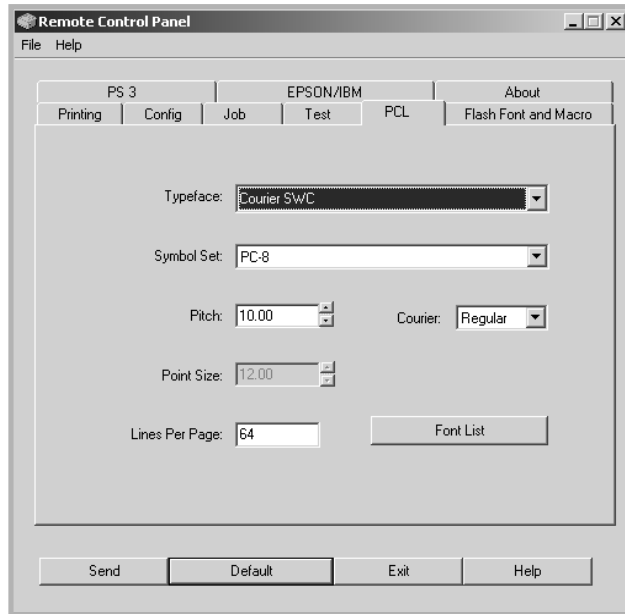 Remote Control Panel
File Help
PS 3 EPSON/IBM About
Printing Config Job Test PCL Flash Font and Macro
Typeface: Courier SWC
Symbol Set: PC-8
Pitch: 10.00 Courier: Regular
Point Size: 12.00
Lines Per Page: 64 Font List
Send Default Exit Help